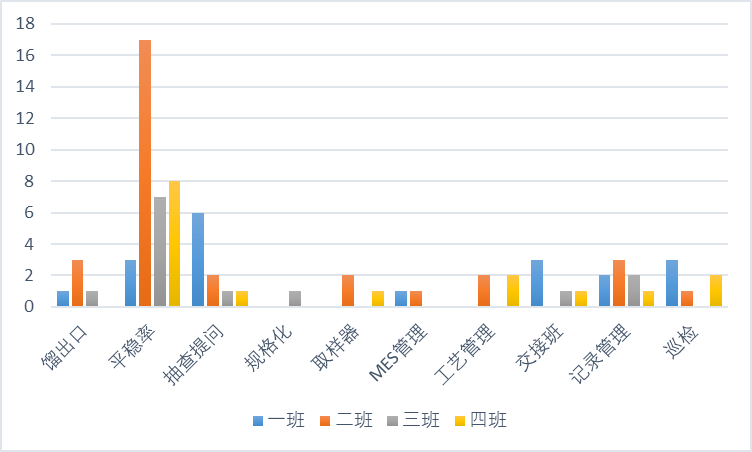 18
16
14
12
10
8
6
4
2
0
馏出口
平稳率
抽查提问
规格化
取样器
MES管理
工艺管理
交接班
记录管理
巡检
一班 二班 三班 四班